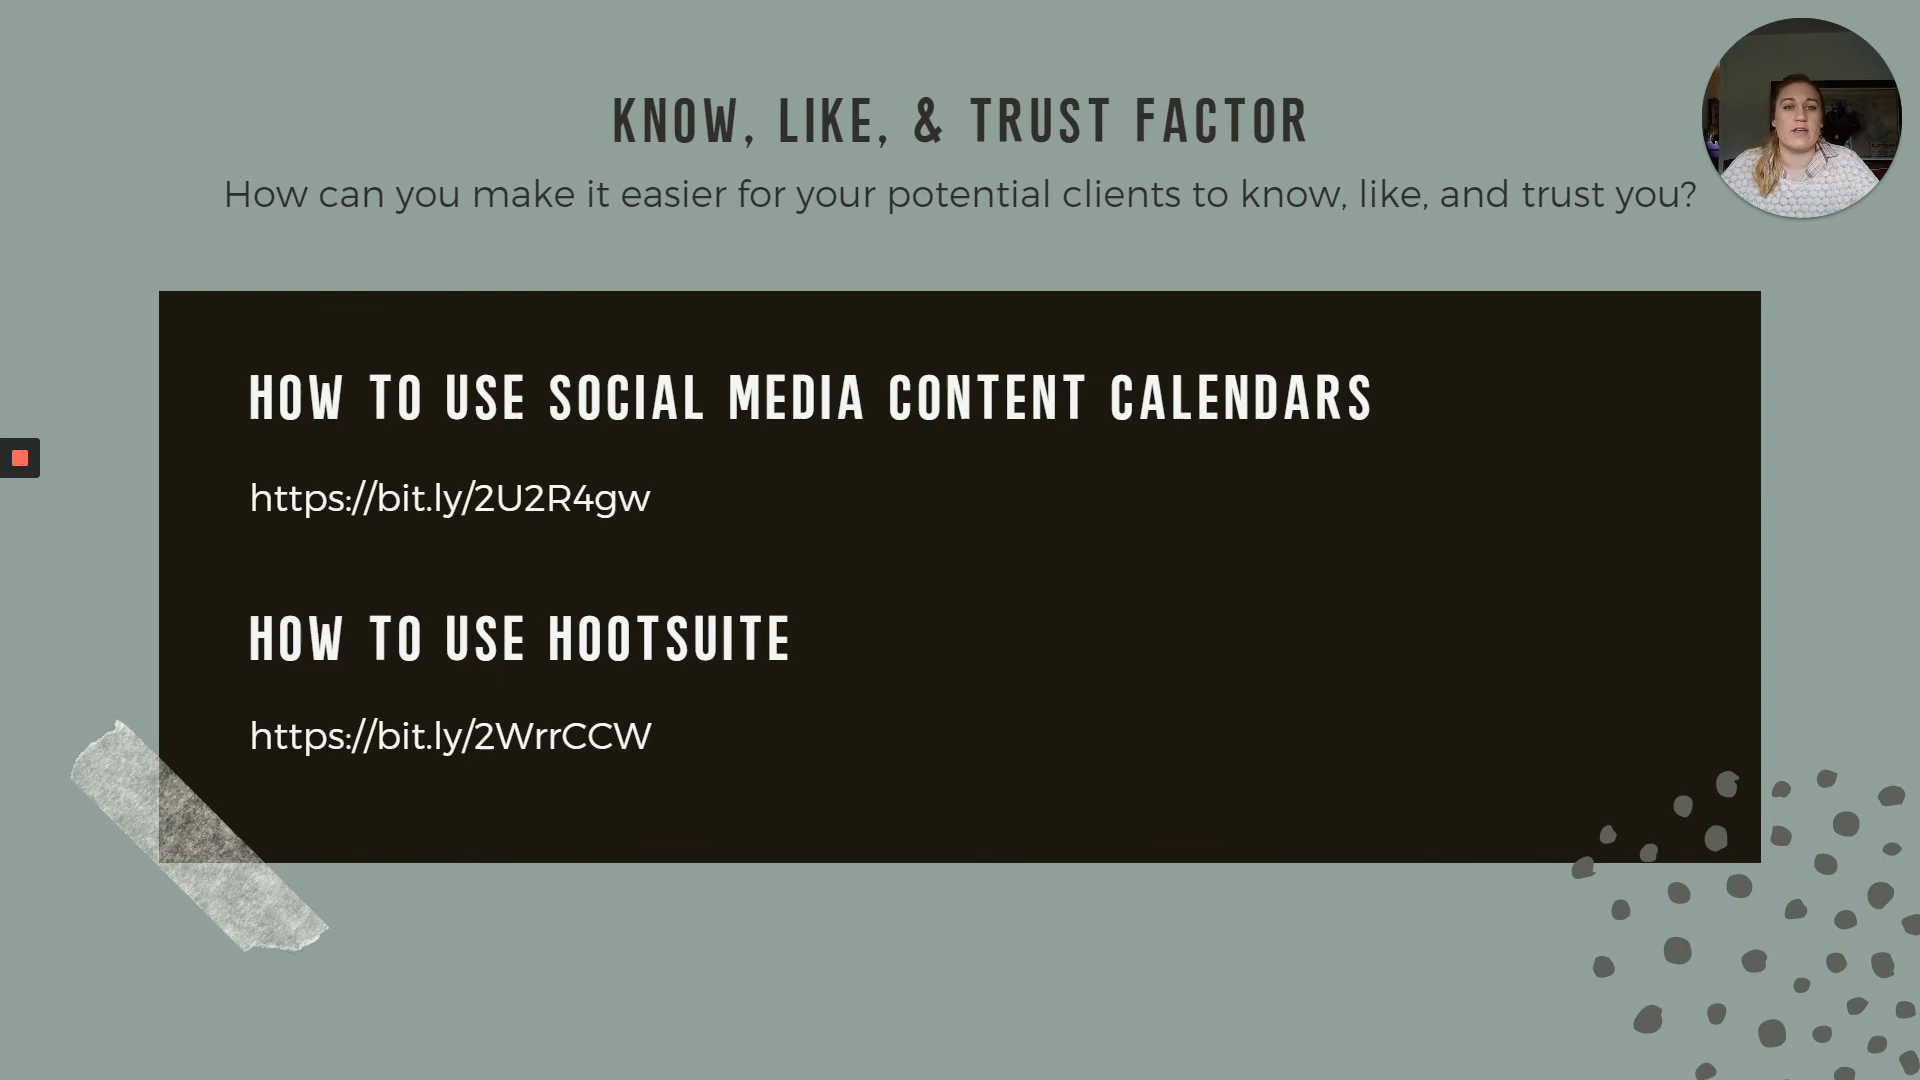 KNOW, LIKE, & TRUST FACTOR
How can you make it easier for your potential clients to know, like, and trust you?
HOW TO USE SOCIAL MEDIA CONTENT CALENDARS
https://bit.ly/2U2R4gw
HOW TO USE HOOTSUITE
https://bit.ly/2WrrCCW